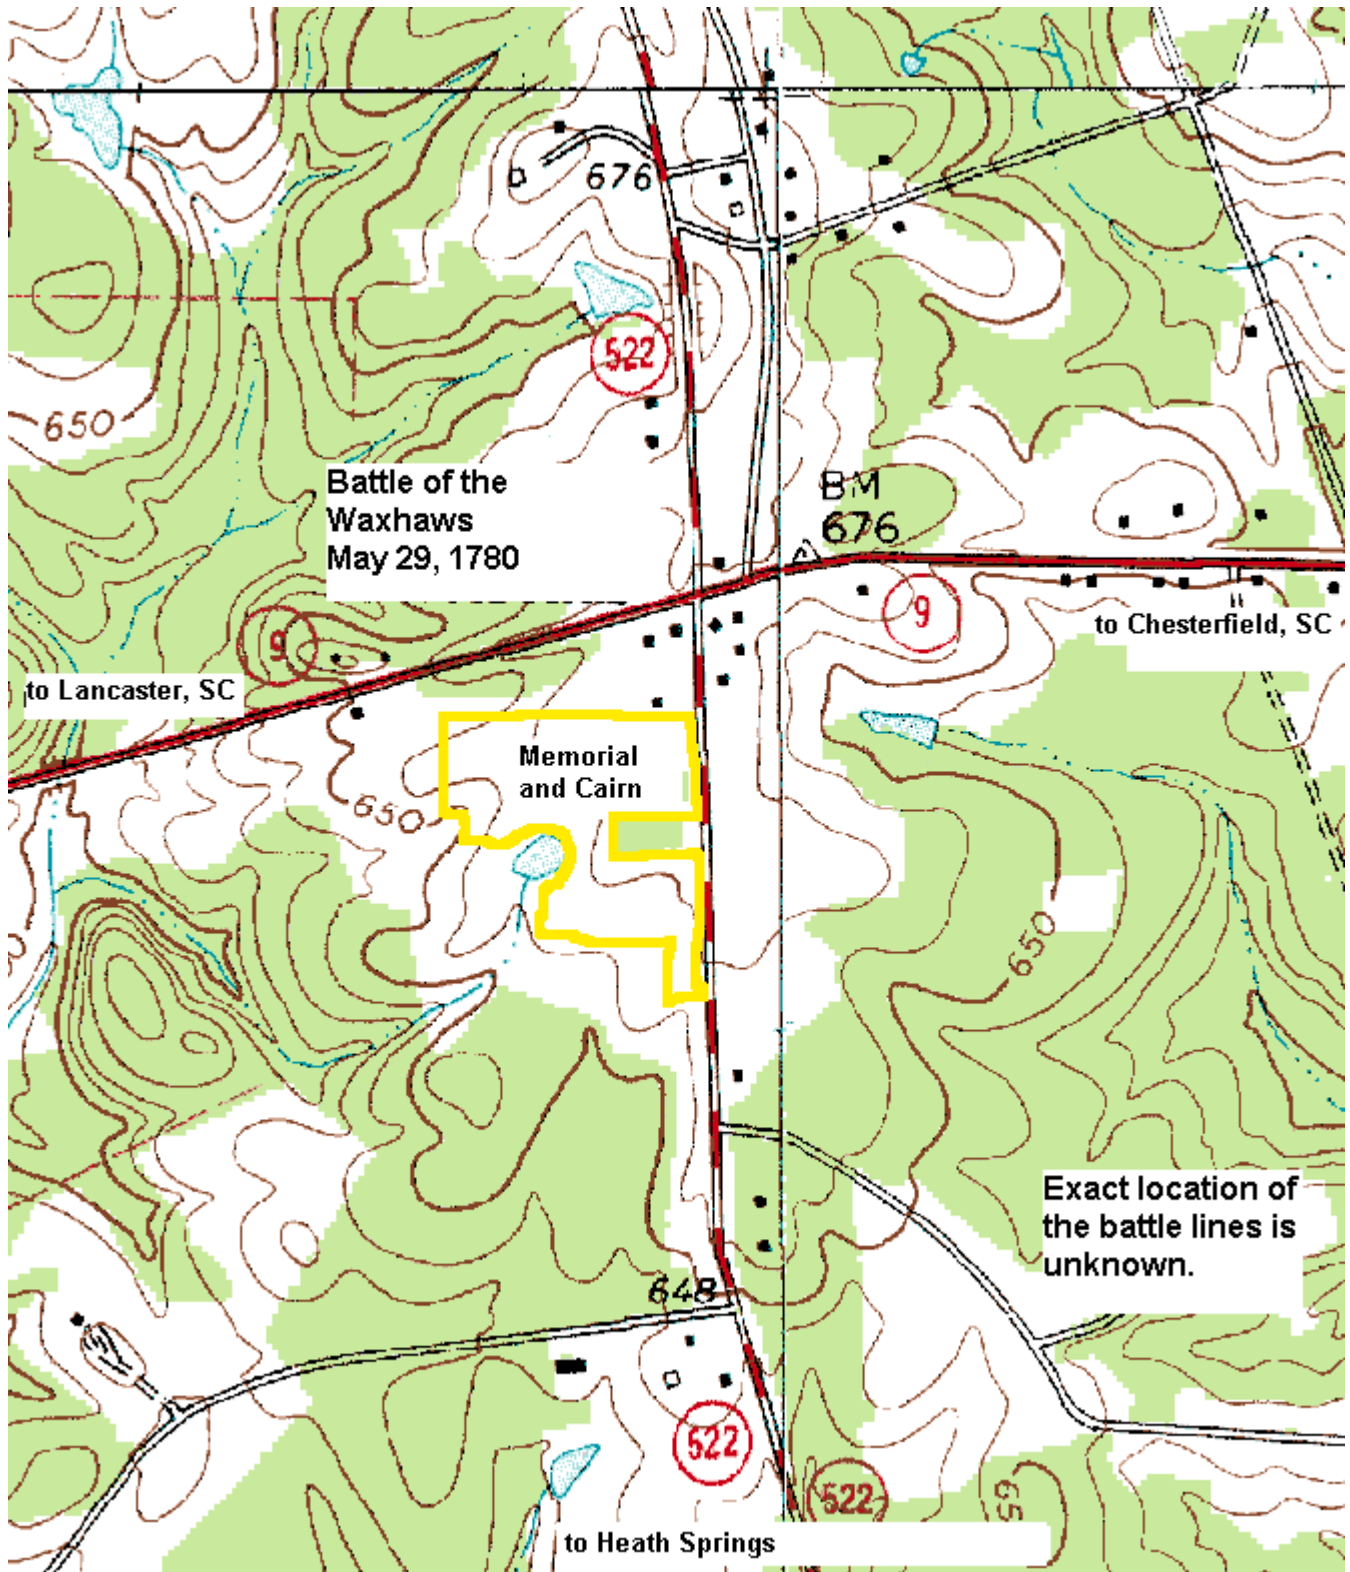 676
522
650
Battle of the
Waxhaws
May 29, 1780
BM
676
9
9
to Chesterfield, SC
to Lancaster, SC
Memorial
and Cairn
650
650
Exact location of
the battle lines is
unknown.
648
522
522
to Heath Springs